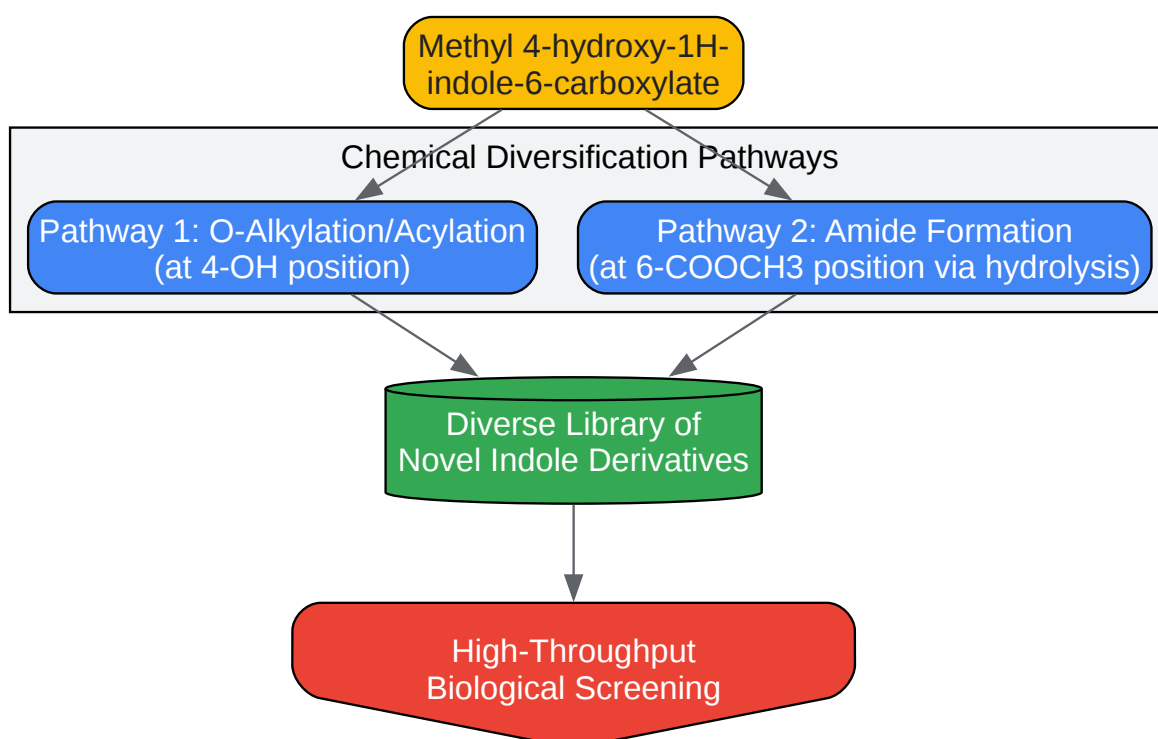 Methyl 4-hydroxy-1H-
indole-6-carboxylate
Chemical Diversification Pathways
Pathway 1: O-Alkylation/Acylation
(at 4-OH position)
Pathway 2: Amide Formation
(at 6-COOCH3 position via hydrolysis)
Diverse Library of
Novel Indole Derivatives
High-Throughput
Biological Screening